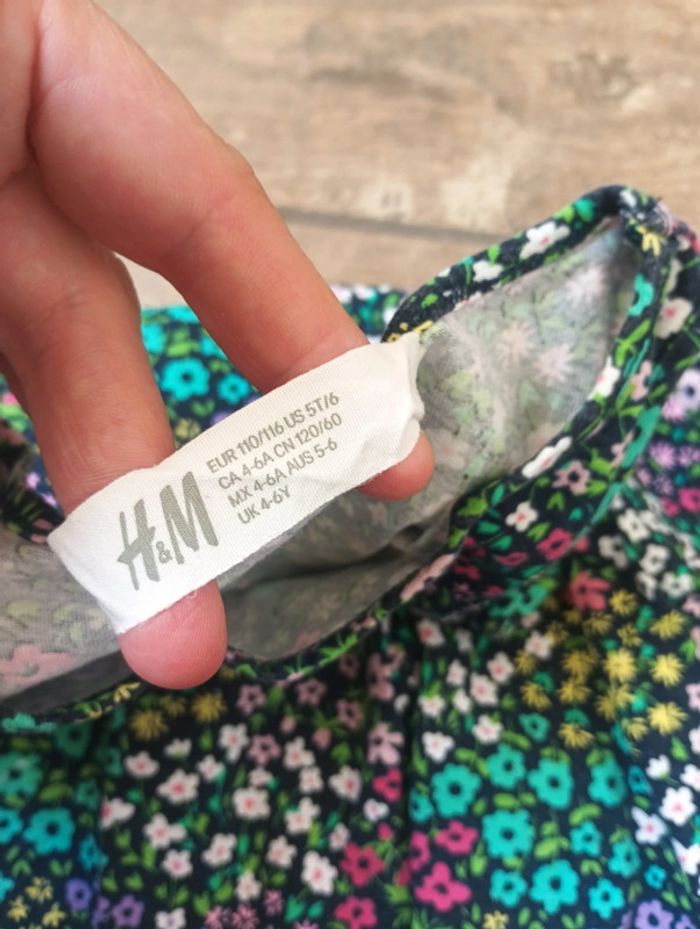 H&M
EUR 110/116 US 5T/6
CA 4-6A CN 120/60
MX 4-6A AUS 5-6
UK 4-6Y